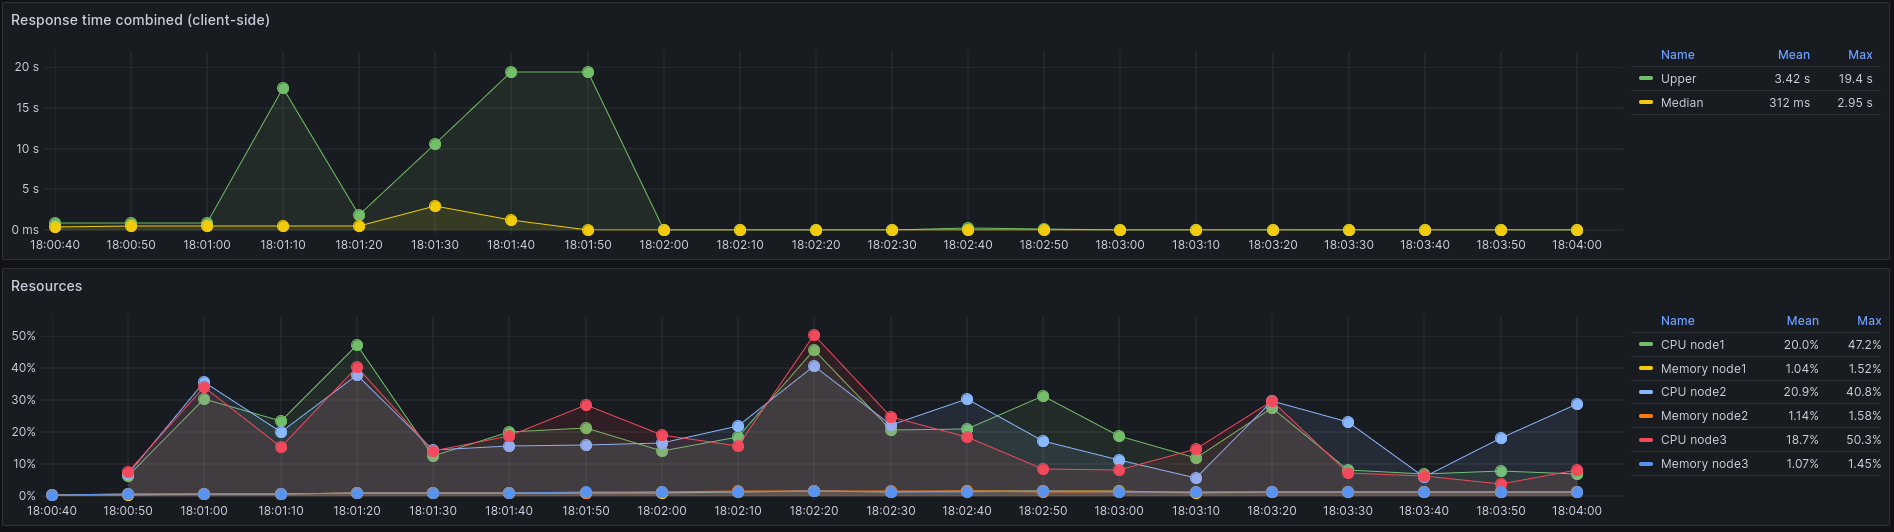 Response time combined (client-side)
Name Mean Max
20 s
Upper 3.42 s 19.4 s
Median 312 ms 2.95 s
15 s
10 s
5 s
0 ms
18:00:40 18:00:50 18:01:00 18:01:10 18:01:20 18:01:30 18:01:40 18:01:50 18:02:00 18:02:10 18:02:20 18:02:30 18:02:40 18:02:50 18:03:00 18:03:10 18:03:20 18:03:30 18:03:40 18:03:50 18:04:00
Resources
Name Mean Max
50%
CPU node1 20.0% 47.2%
40%
Memory node1 1.04% 1.52%
CPU node2 20.9% 40.8%
30%
Memory node2 1.14% 1.58%
20%
CPU node3 18.7% 50.3%
10%
Memory node3 1.07% 1.45%
0%
18:00:40 18:00:50 18:01:00 18:01:10 18:01:20 18:01:30 18:01:40 18:01:50 18:02:00 18:02:10 18:02:20 18:02:30 18:02:40 18:02:50 18:03:00 18:03:10 18:03:20 18:03:30 18:03:40 18:03:50 18:04:00